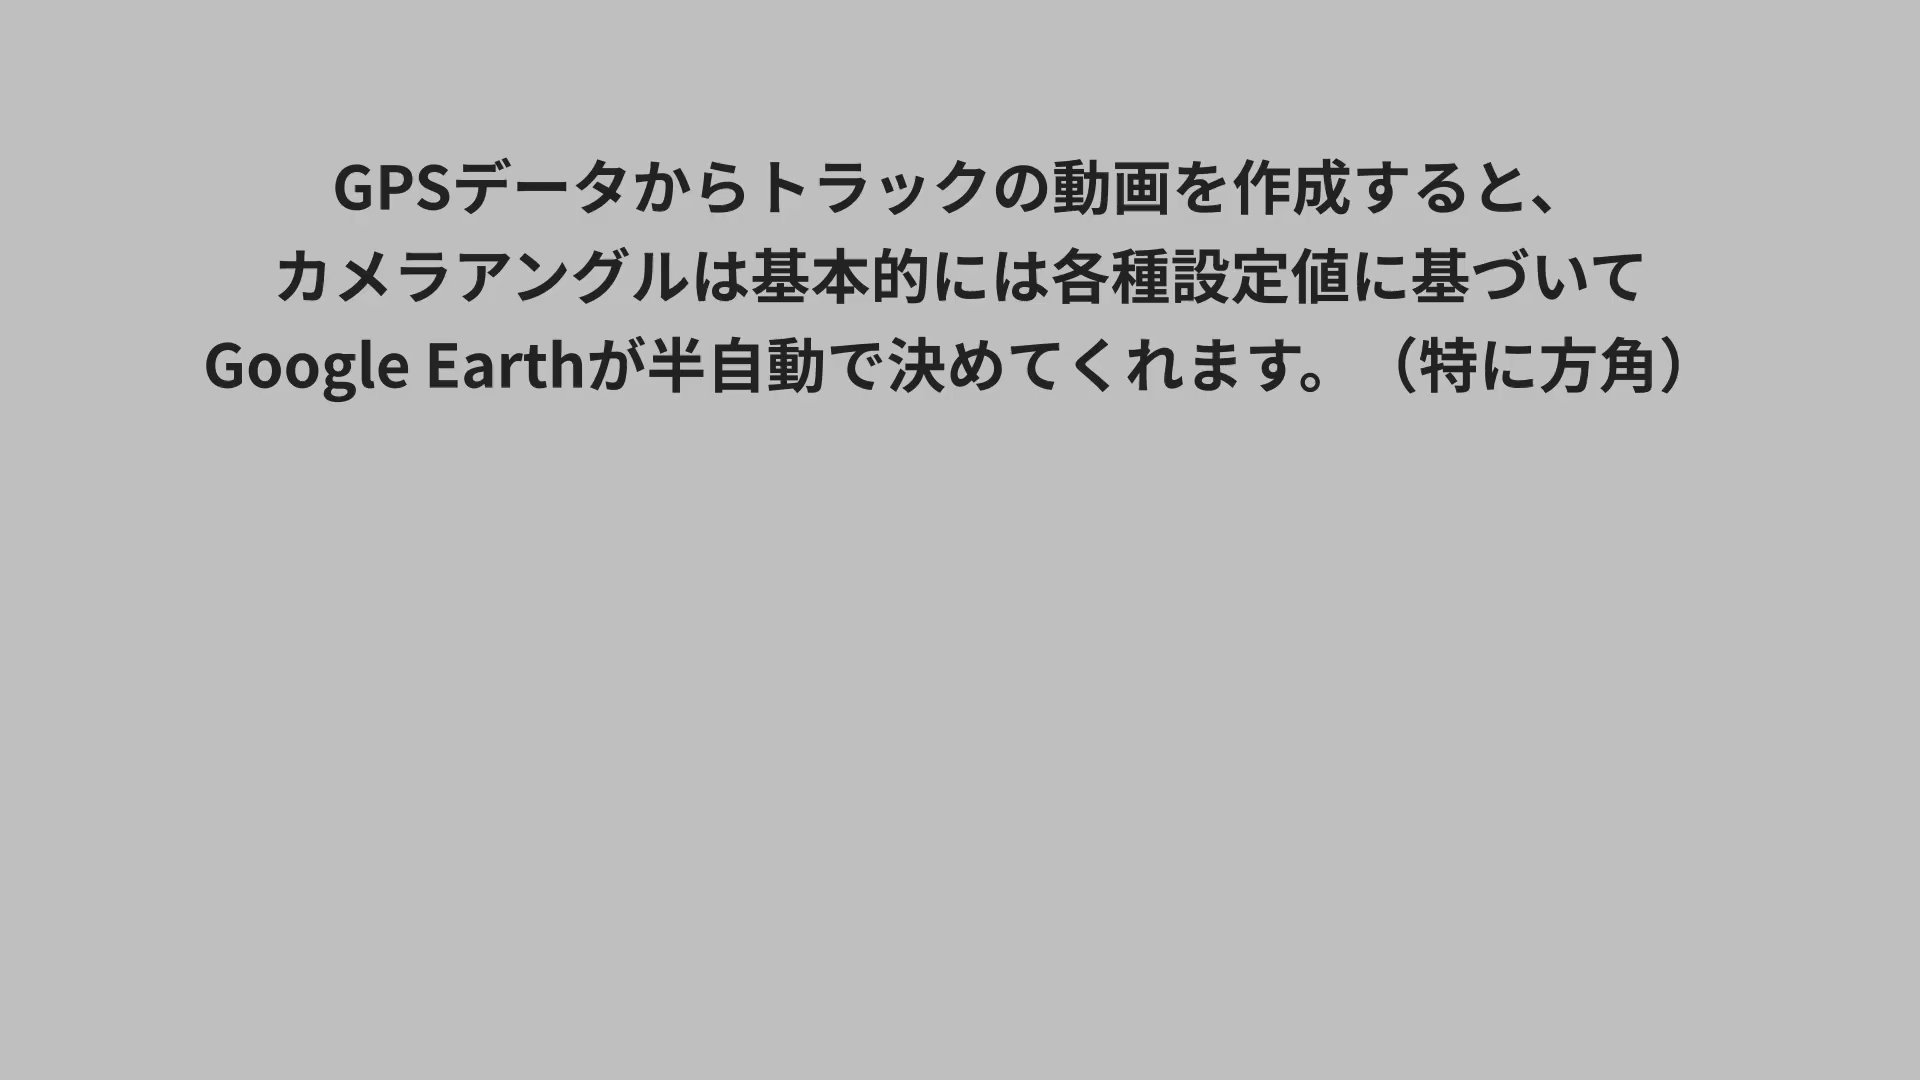 GPSデータからトラックの動画を作成すると、
カメラアングルは基本的には各種設定値に基づいて
Google Earthが半自動で決めてくれます。（特に方角）